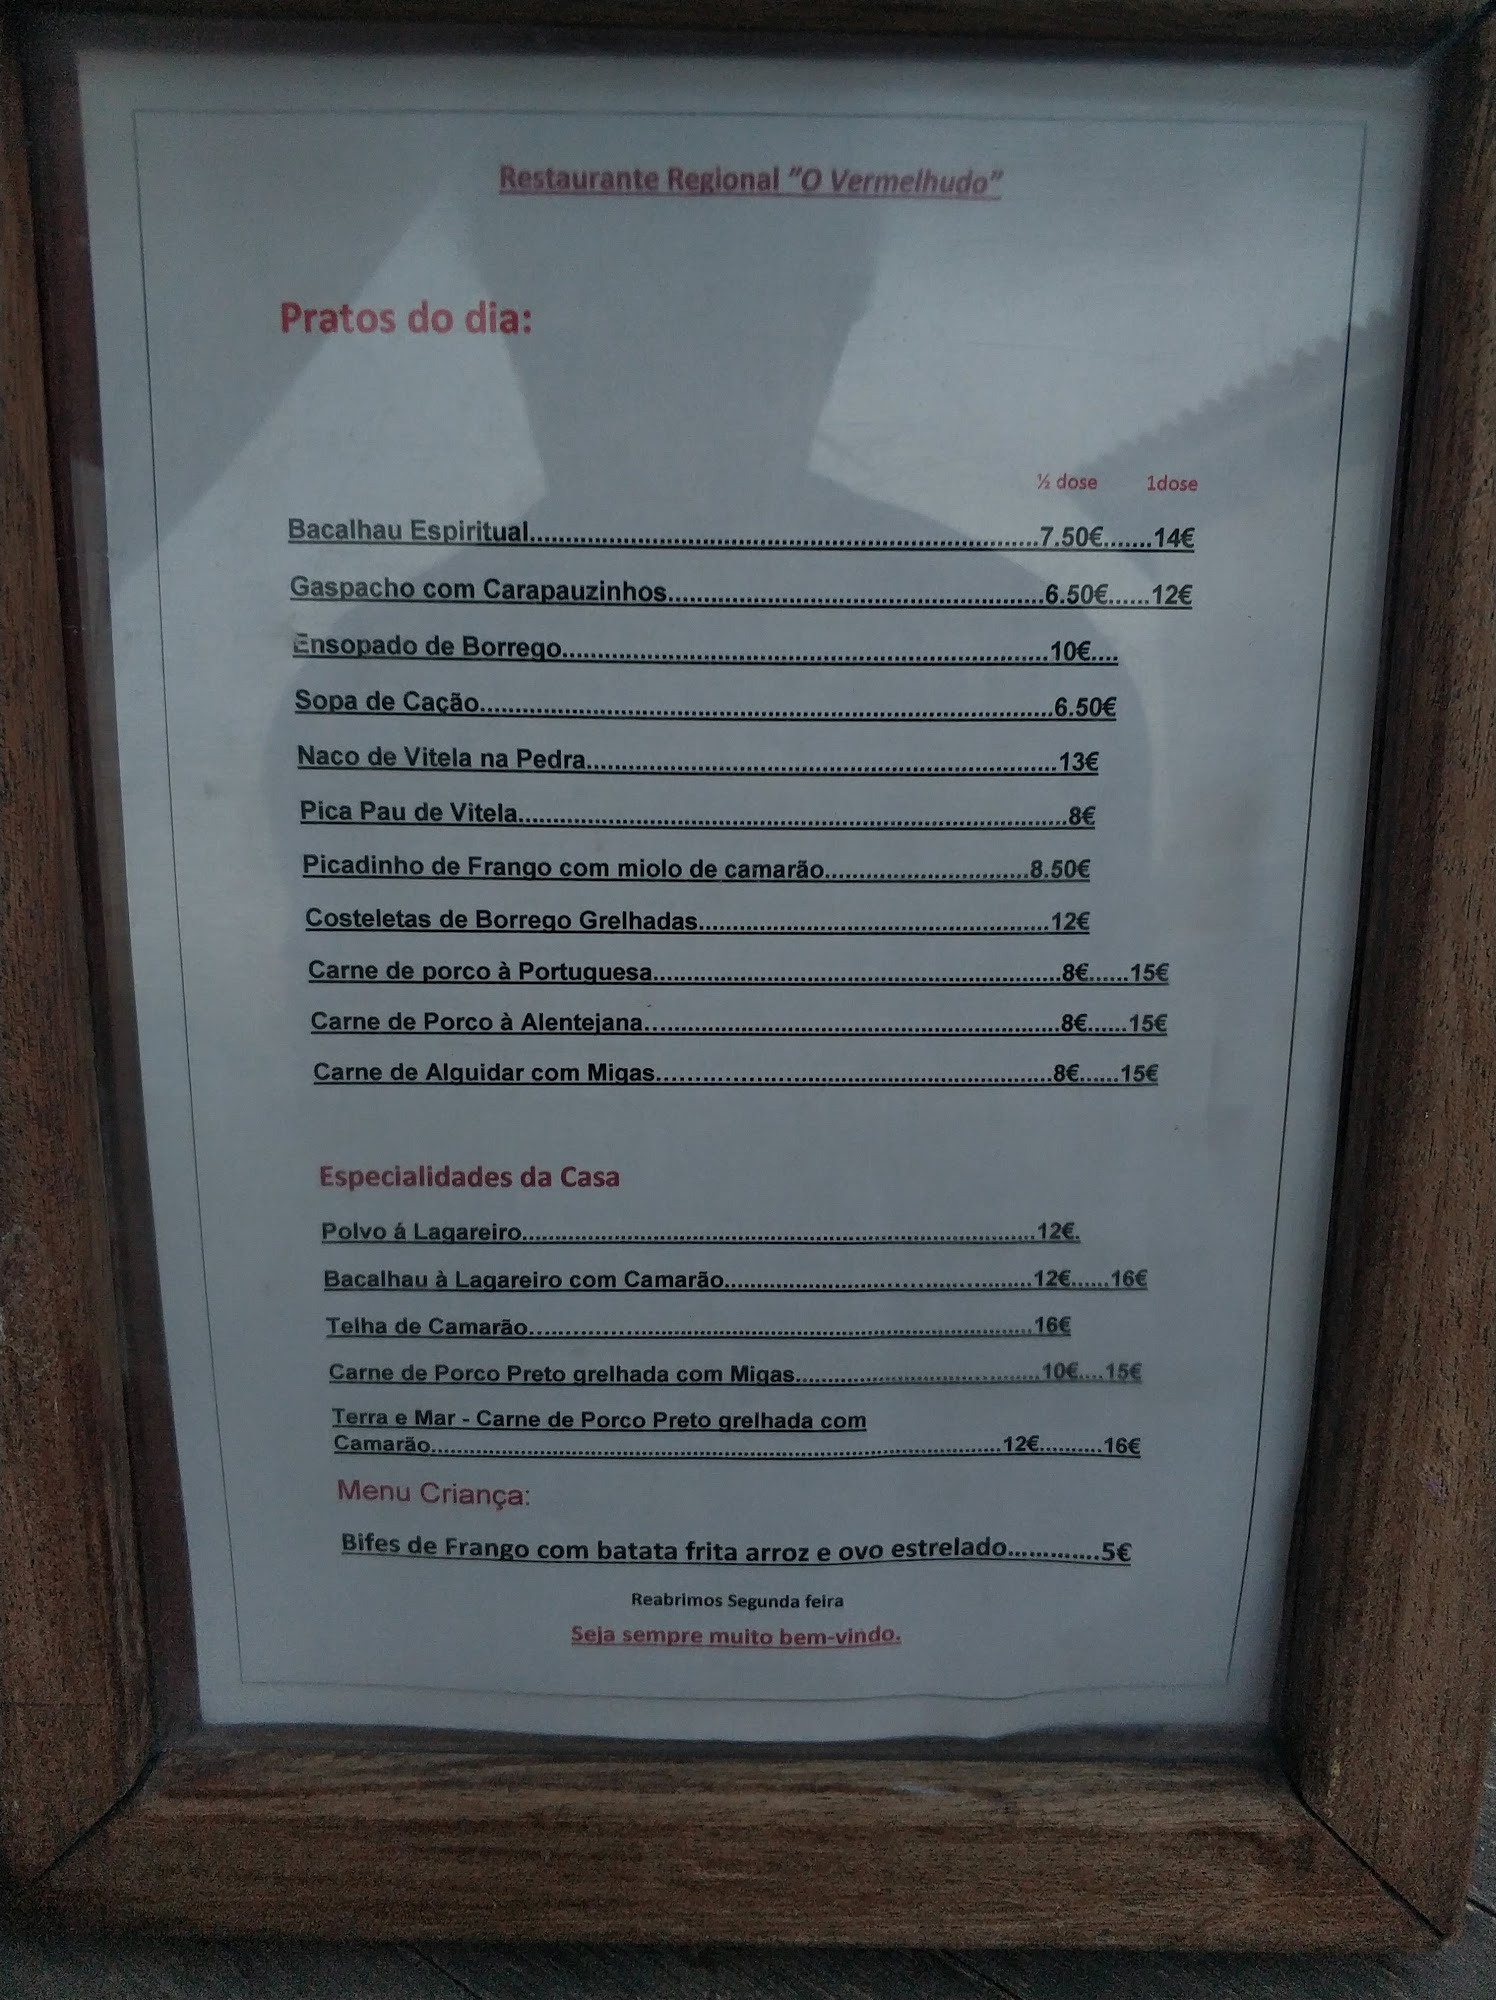 Restaurante Regional "O Vermelhudo"
Pratos do dia:
½ dose 1dose
Bacalhau Espiritual.......................................................................7.50€.......14€
Gaspacho com Carapauzinhos....................................................6.50€......12€
Ensopado de Borrego....................................................................10€....
Sopa de Cação................................................................................6.50€
Naco de Vitela na Pedra..................................................................13€
Pica Pau de Vitela.............................................................................8€
Picadinho de Frango com miolo de camarão.............................8.50€
Costeletas de Borrego Grelhadas..................................................12€
Carne de porco à Portuguesa..........................................................8€......15€
Carne de Porco à Alentejana...........................................................8€......15€
Carne de Alguidar com Migas.........................................................8€......15€
Especialidades da Casa
Polvo á Lagareiro............................................................................12€.
Bacalhau à Lagareiro com Camarão..............................................12€......16€
Telha de Camarão...........................................................................16€
Carne de Porco Preto grelhada com Migas....................................10€....15€
Terra e Mar - Carne de Porco Preto grelhada com
Camarão.....................................................................................12€..........16€
Menu Criança:
Bifes de Frango com batata frita arroz e ovo estrelado.............5€
Reabrimos Segunda feira
Seja sempre muito bem-vindo.